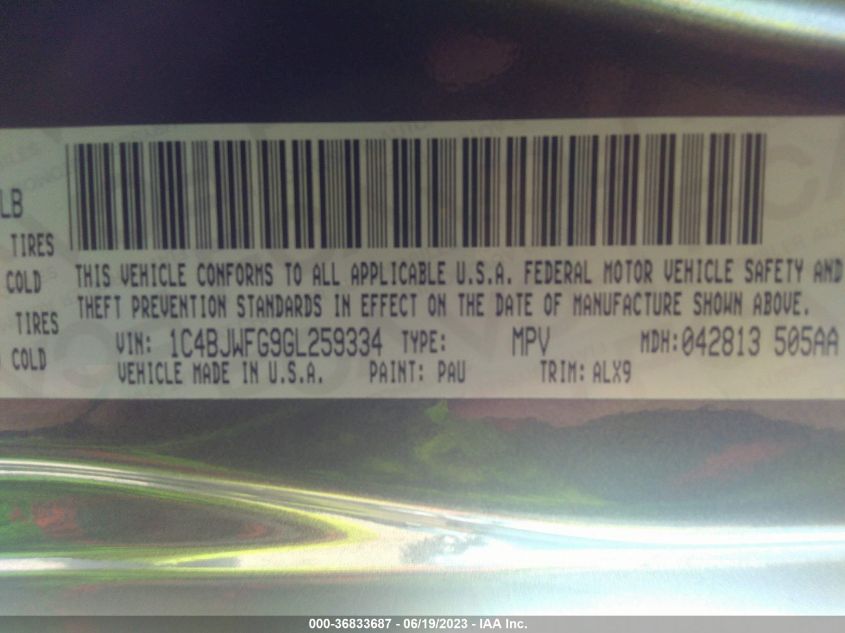 LB
TIRES
COLD
THIS VEHICLE CONFORMS TO ALL APPLICABLE U.S.A. FEDERAL MOTOR VEHICLE SAFETY AND
THEFT PREVENTION STANDARDS IN EFFECT ON THE DATE OF MANUFACTURE SHOWN ABOVE.
TIRES
COLD
VIN: 1C4BJWFG9GL259334 TYPE: MPV MDH: 042813 505AA
VEHICLE MADE IN U.S.A. PAINT: PAU TRIM: ALX9
000-36833687 - 06/19/2023 - IAA Inc.